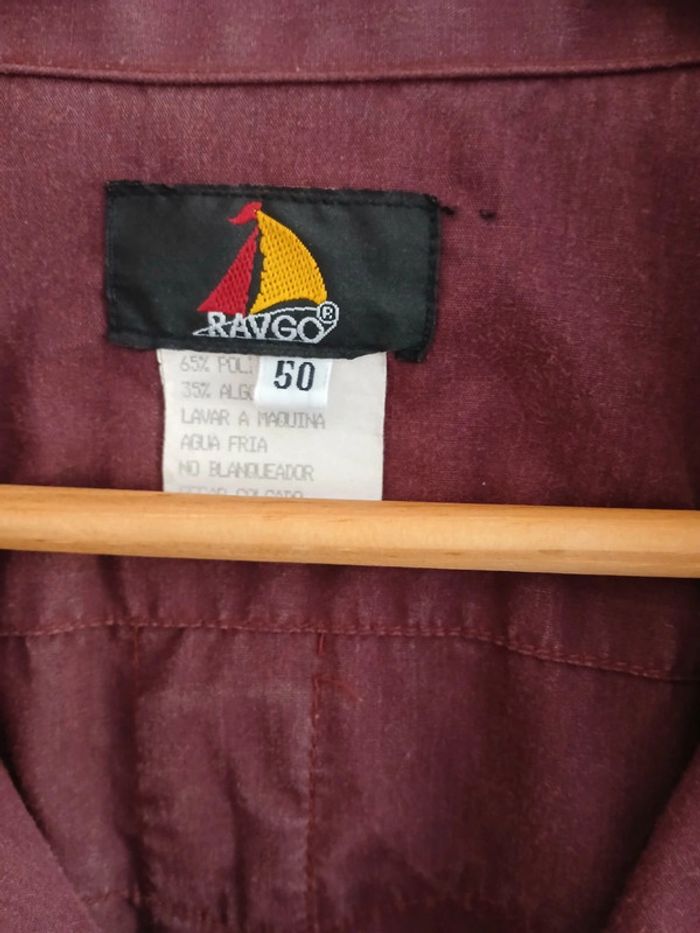 RAVGO®
65% POL
50
35% ALG
LAVAR A MAQUINA
AGUA FRIA
NO BLANQUEADOR